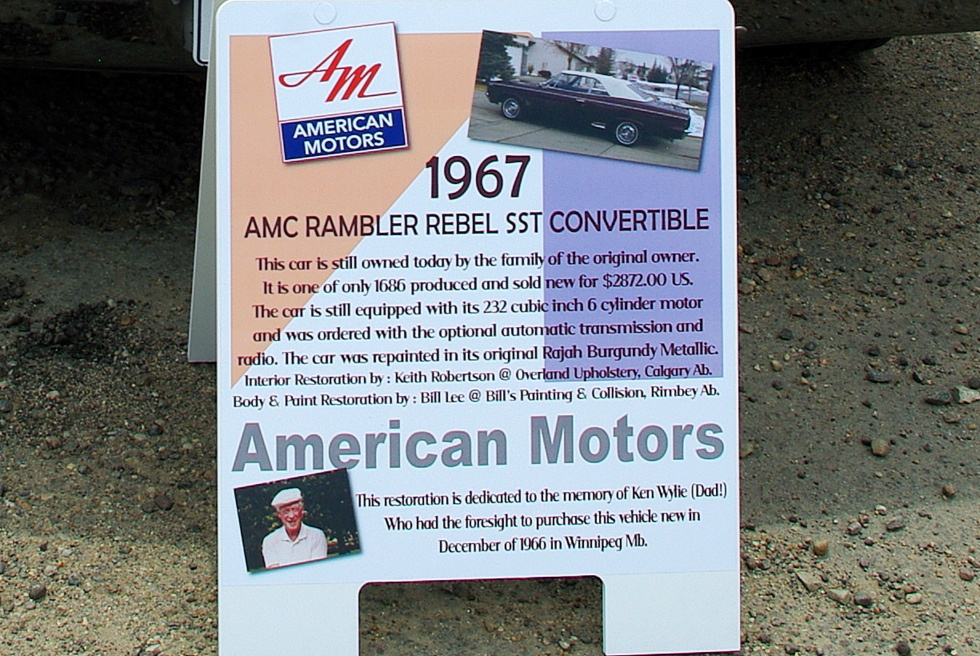 AM
AMERICAN
MOTORS
1967
AMC RAMBLER REBEL SST CONVERTIBLE
This car is still owned today by the family of the original owner.
It is one of only 1686 produced and sold new for $2872.00 US.
The car is still equipped with its 232 cubic inch 6 cylinder motor
and was ordered with the optional automatic transmission and
radio. The car was repainted in its original Rajah Burgundy Metallic.
Interior Restoration by : Keith Robertson @ Overland Upholstery, Calgary Ab.
Body & Paint Restoration by : Bill Lee @ Bill's Painting & Collision, Rimbey Ab.
American Motors
This restoration is dedicated to the memory of Ken Wylie (Dad!)
Who had the foresight to purchase this vehicle new in
December of 1966 in Winnipeg Mb.